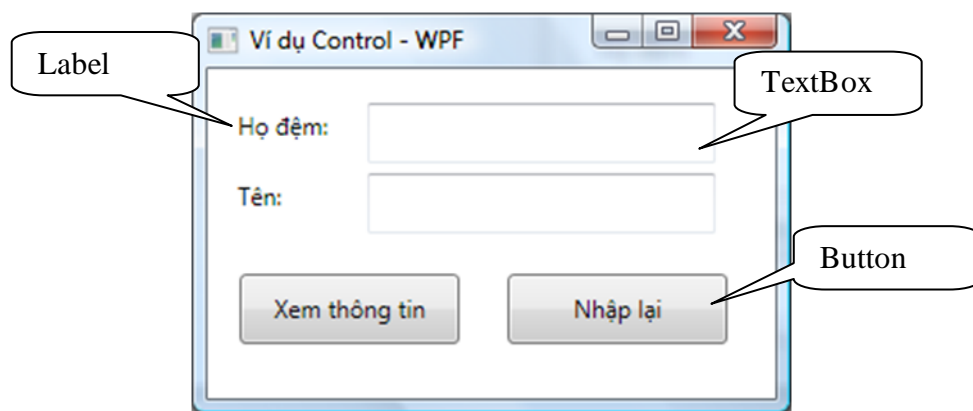 Ví dụ Control - WPF
Label
TextBox
Họ đệm:
Tên:
Button
Xem thông tin
Nhập lại